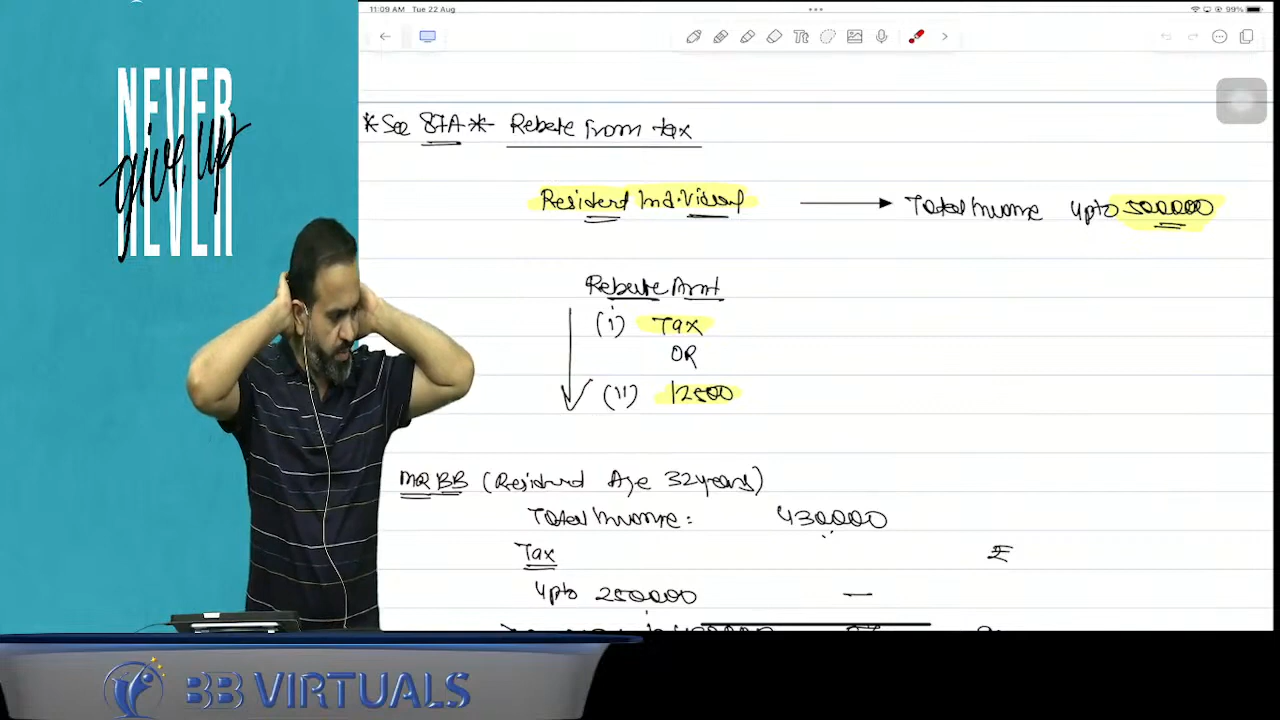 11:09 AM Tue 22 Aug
99%
NEVER
give up
NEVER
*Sec 87A* Rebate from tax
Resident Individual → Total Income upto 500000
Rebate Amt
(i) Tax
OR
(ii) 12500
MR BB (Resident Age 32 years)
Total Income: 430000
Tax ₹
upto 250000 —
BB VIRTUALS